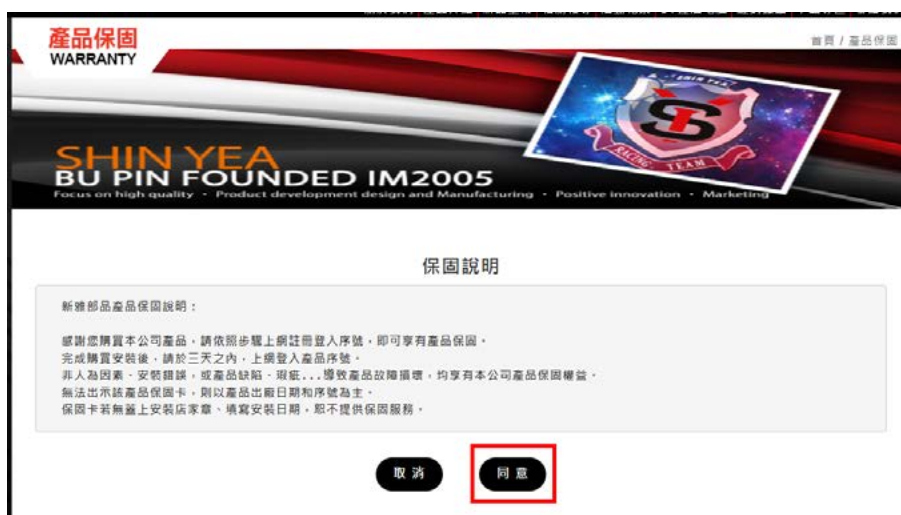 產品保固
WARRANTY
首頁 / 產品保固
SHIN YEA
RACING TEAM
SHIN YEA
BU PIN FOUNDED IM2005
Focus on high quality ・ Product development design and Manufacturing ・ Positive innovation ・ Marketing
保固說明
新雅部品產品保固說明：
感謝您購買本公司產品，請依照步驟上網註冊登入序號，即可享有產品保固。
完成購買安裝後，請於三天之內，上網登入產品序號。
非人為因素、安裝錯誤，或產品缺陷、瑕疵...導致產品故障損壞，均享有本公司產品保固權益。
無法出示該產品保固卡，則以產品出廠日期和序號為主。
保固卡若無蓋上安裝店家章、填寫安裝日期，恕不提供保固服務。
取消
同意